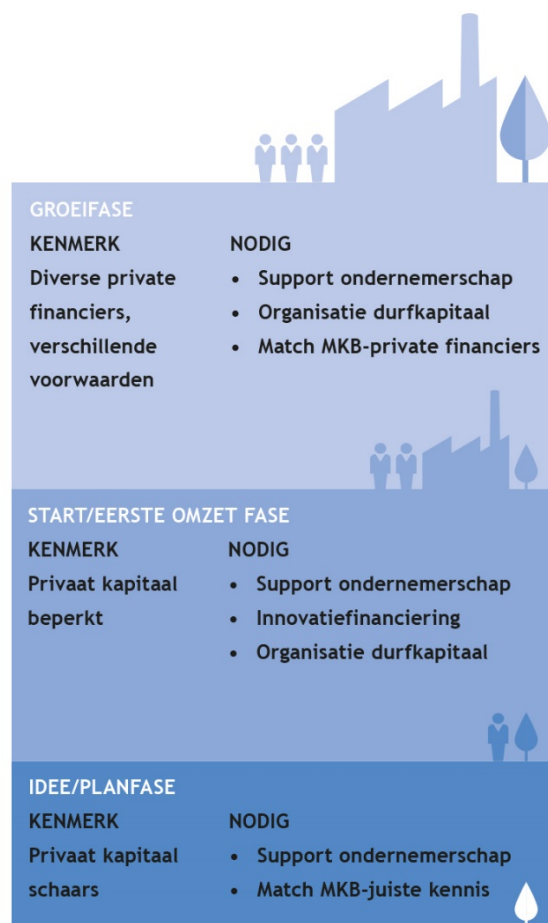 GROEIFASE
KENMERK
Diverse private
financiers,
verschillende
voorwaarden
NODIG
• Support ondernemerschap
• Organisatie durfkapitaal
• Match MKB-private financiers
START/EERSTE OMZET FASE
KENMERK
Privaat kapitaal
beperkt
NODIG
• Support ondernemerschap
• Innovatiefinanciering
• Organisatie durfkapitaal
IDEE/PLANFASE
KENMERK
Privaat kapitaal
schaars
NODIG
• Support ondernemerschap
• Match MKB-juiste kennis